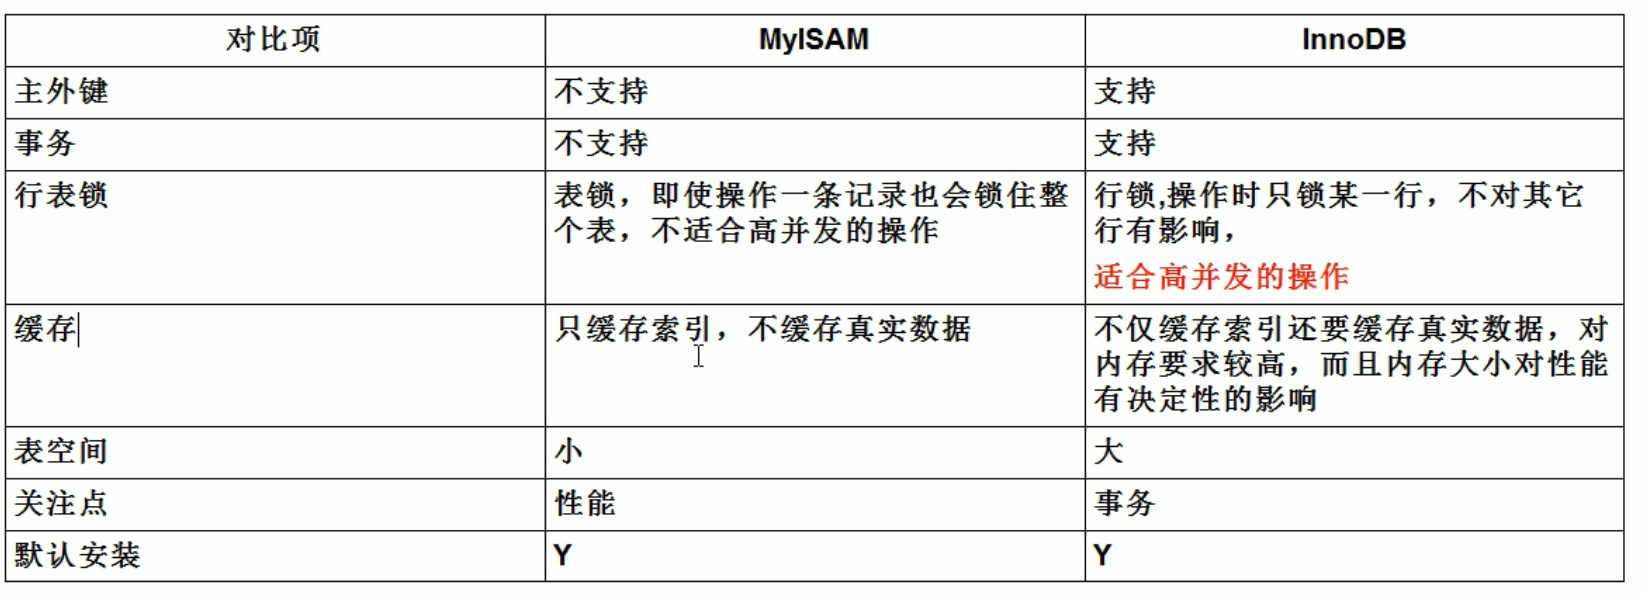 对比项 MyISAM InnoDB
主外键 不支持 支持
事务 不支持 支持
行表锁 表锁，即使操作一条记录也会锁住整 行锁,操作时只锁某一行，不对其它
个表，不适合高并发的操作 行有影响，
适合高并发的操作
缓存 只缓存索引，不缓存真实数据 不仅缓存索引还要缓存真实数据，对
内存要求较高，而且内存大小对性能
有决定性的影响
表空间 小 大
关注点 性能 事务
默认安装 Y Y